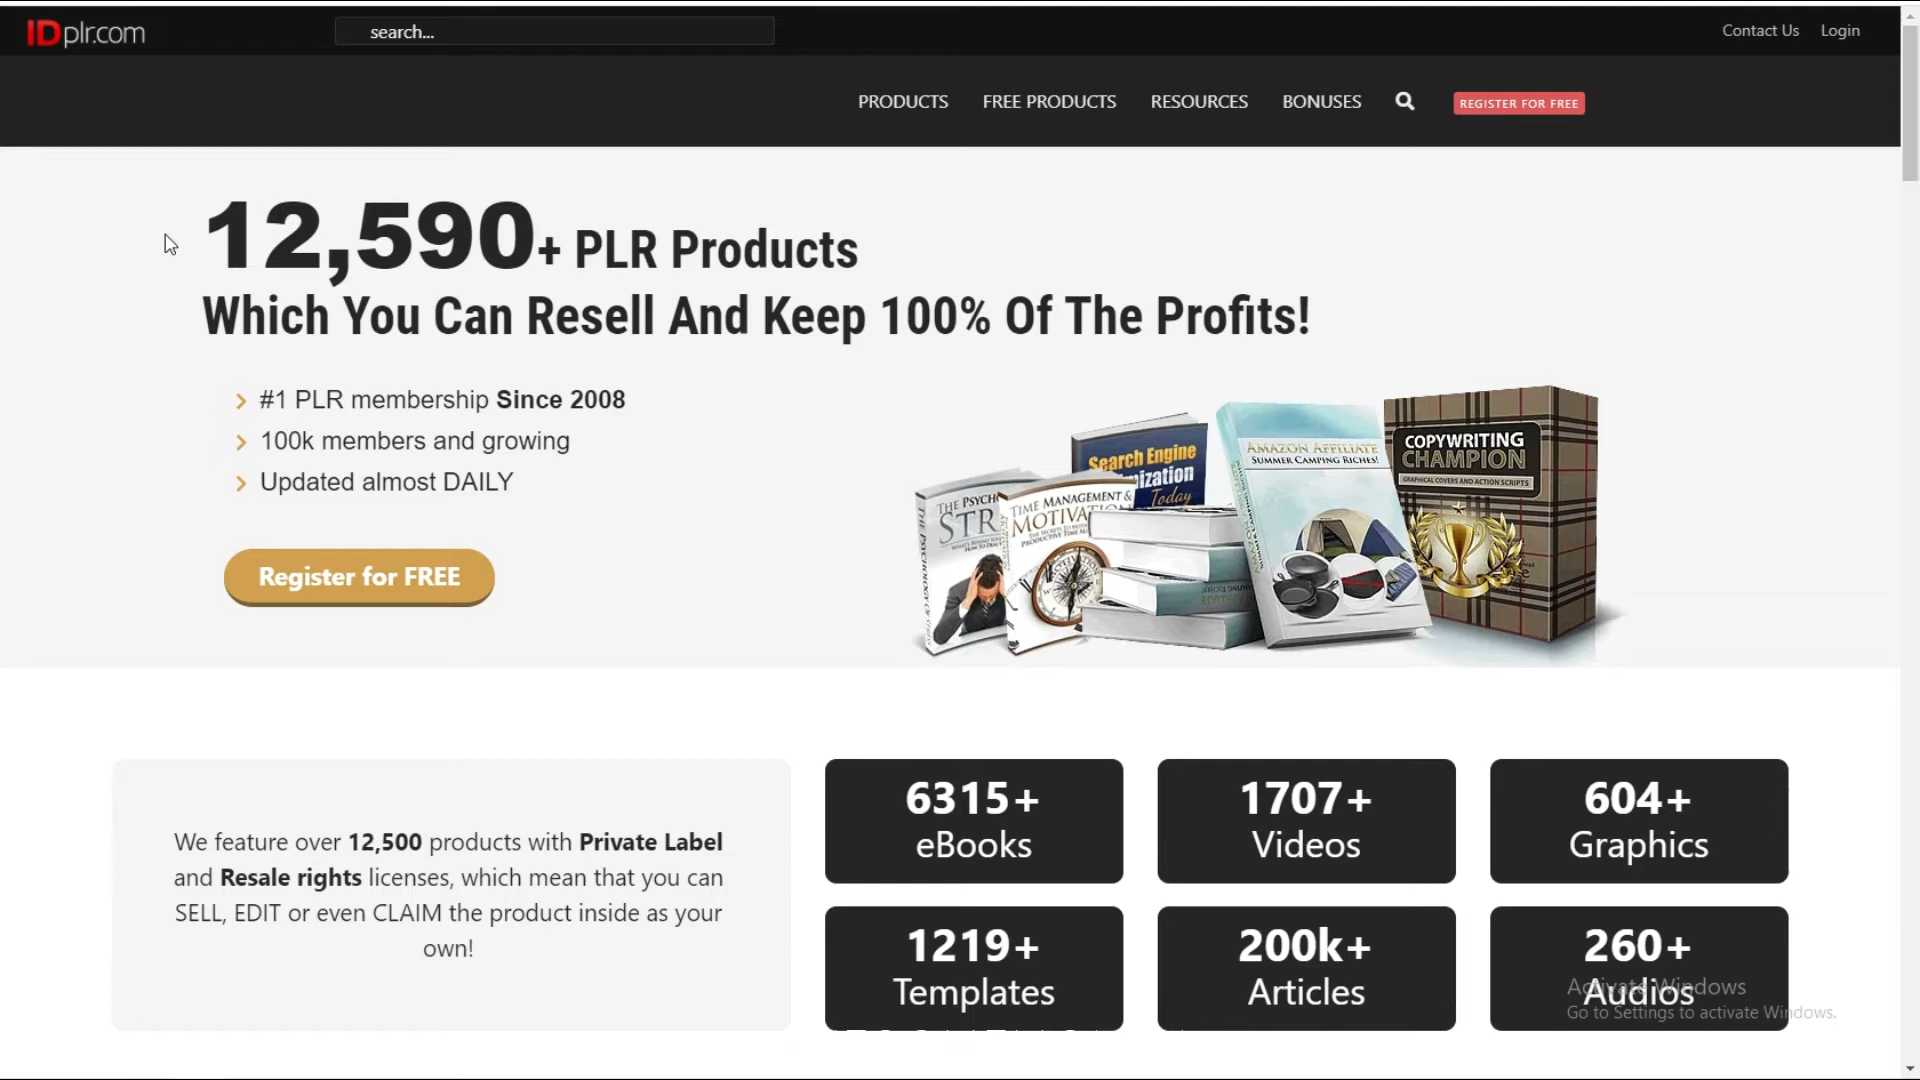 IDplr.com
search...
Contact Us
Login
PRODUCTS
FREE PRODUCTS
RESOURCES
BONUSES
REGISTER FOR FREE
12,590+ PLR Products
Which You Can Resell And Keep 100% Of The Profits!
#1 PLR membership Since 2008
100k members and growing
Updated almost DAILY
Register for FREE
THE PSYCH
STR
TIME MANAGEMENT &
MOTIVATION
Search Engine
ization
Today
AMAZON AFFILIATE
SUMMER CAMPING RICHES!
COPYWRITING
CHAMPION
GRAPHICAL COVERS AND ACTION SCRIPTS
We feature over 12,500 products with Private Label
and Resale rights licenses, which mean that you can
SELL, EDIT or even CLAIM the product inside as your
own!
6315+
eBooks
1707+
Videos
604+
Graphics
1219+
Templates
200k+
Articles
260+
Audios
Activate Windows
Go to Settings to activate Windows.